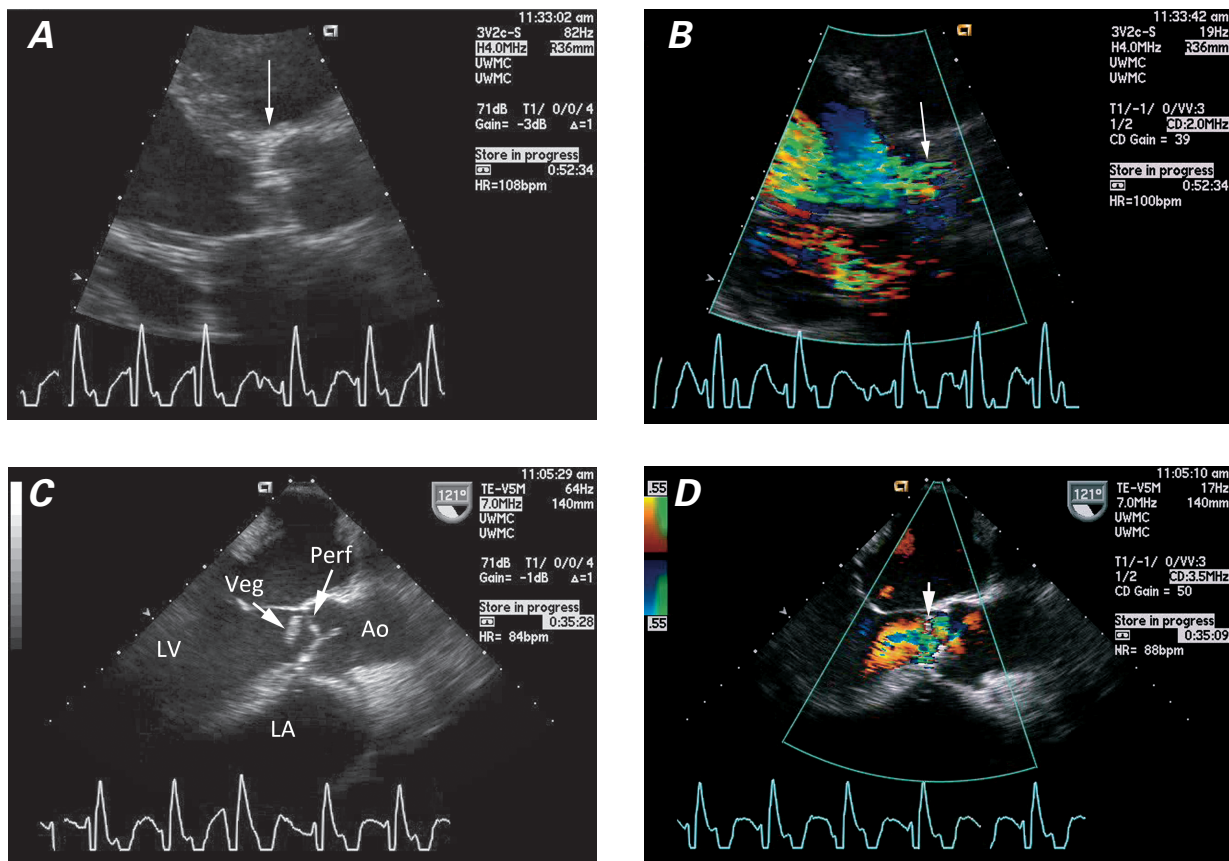 A
11:33:02 am
3V2c-S 82Hz
H4.0MHz R36mm
UWMC
UWMC
71dB T1/ 0/0/4
Gain= -3dB Δ=1
Store in progress
0:52:34
HR=108bpm
B
11:33:42 am
3V2c-S 19Hz
H4.0MHz R36mm
UWMC
UWMC
T1/-1/ 0/VV:3
1/2 CD:2.0MHz
CD Gain = 39
Store in progress
0:52:34
HR=100bpm
C
11:05:29 am
121°
TE-V5M 64Hz
7.0MHz 140mm
UWMC
UWMC
71dB T1/ 0/0/4
Gain= -1dB Δ=1
Store in progress
0:35:28
HR= 84bpm
Perf
Veg
Ao
LV
LA
D
11:05:10 am
.55
.55
121°
TE-V5M 17Hz
7.0MHz 140mm
UWMC
UWMC
T1/-1/ 0/VV:3
1/2 CD:3.5MHz
CD Gain = 50
Store in progress
0:35:09
HR= 88bpm